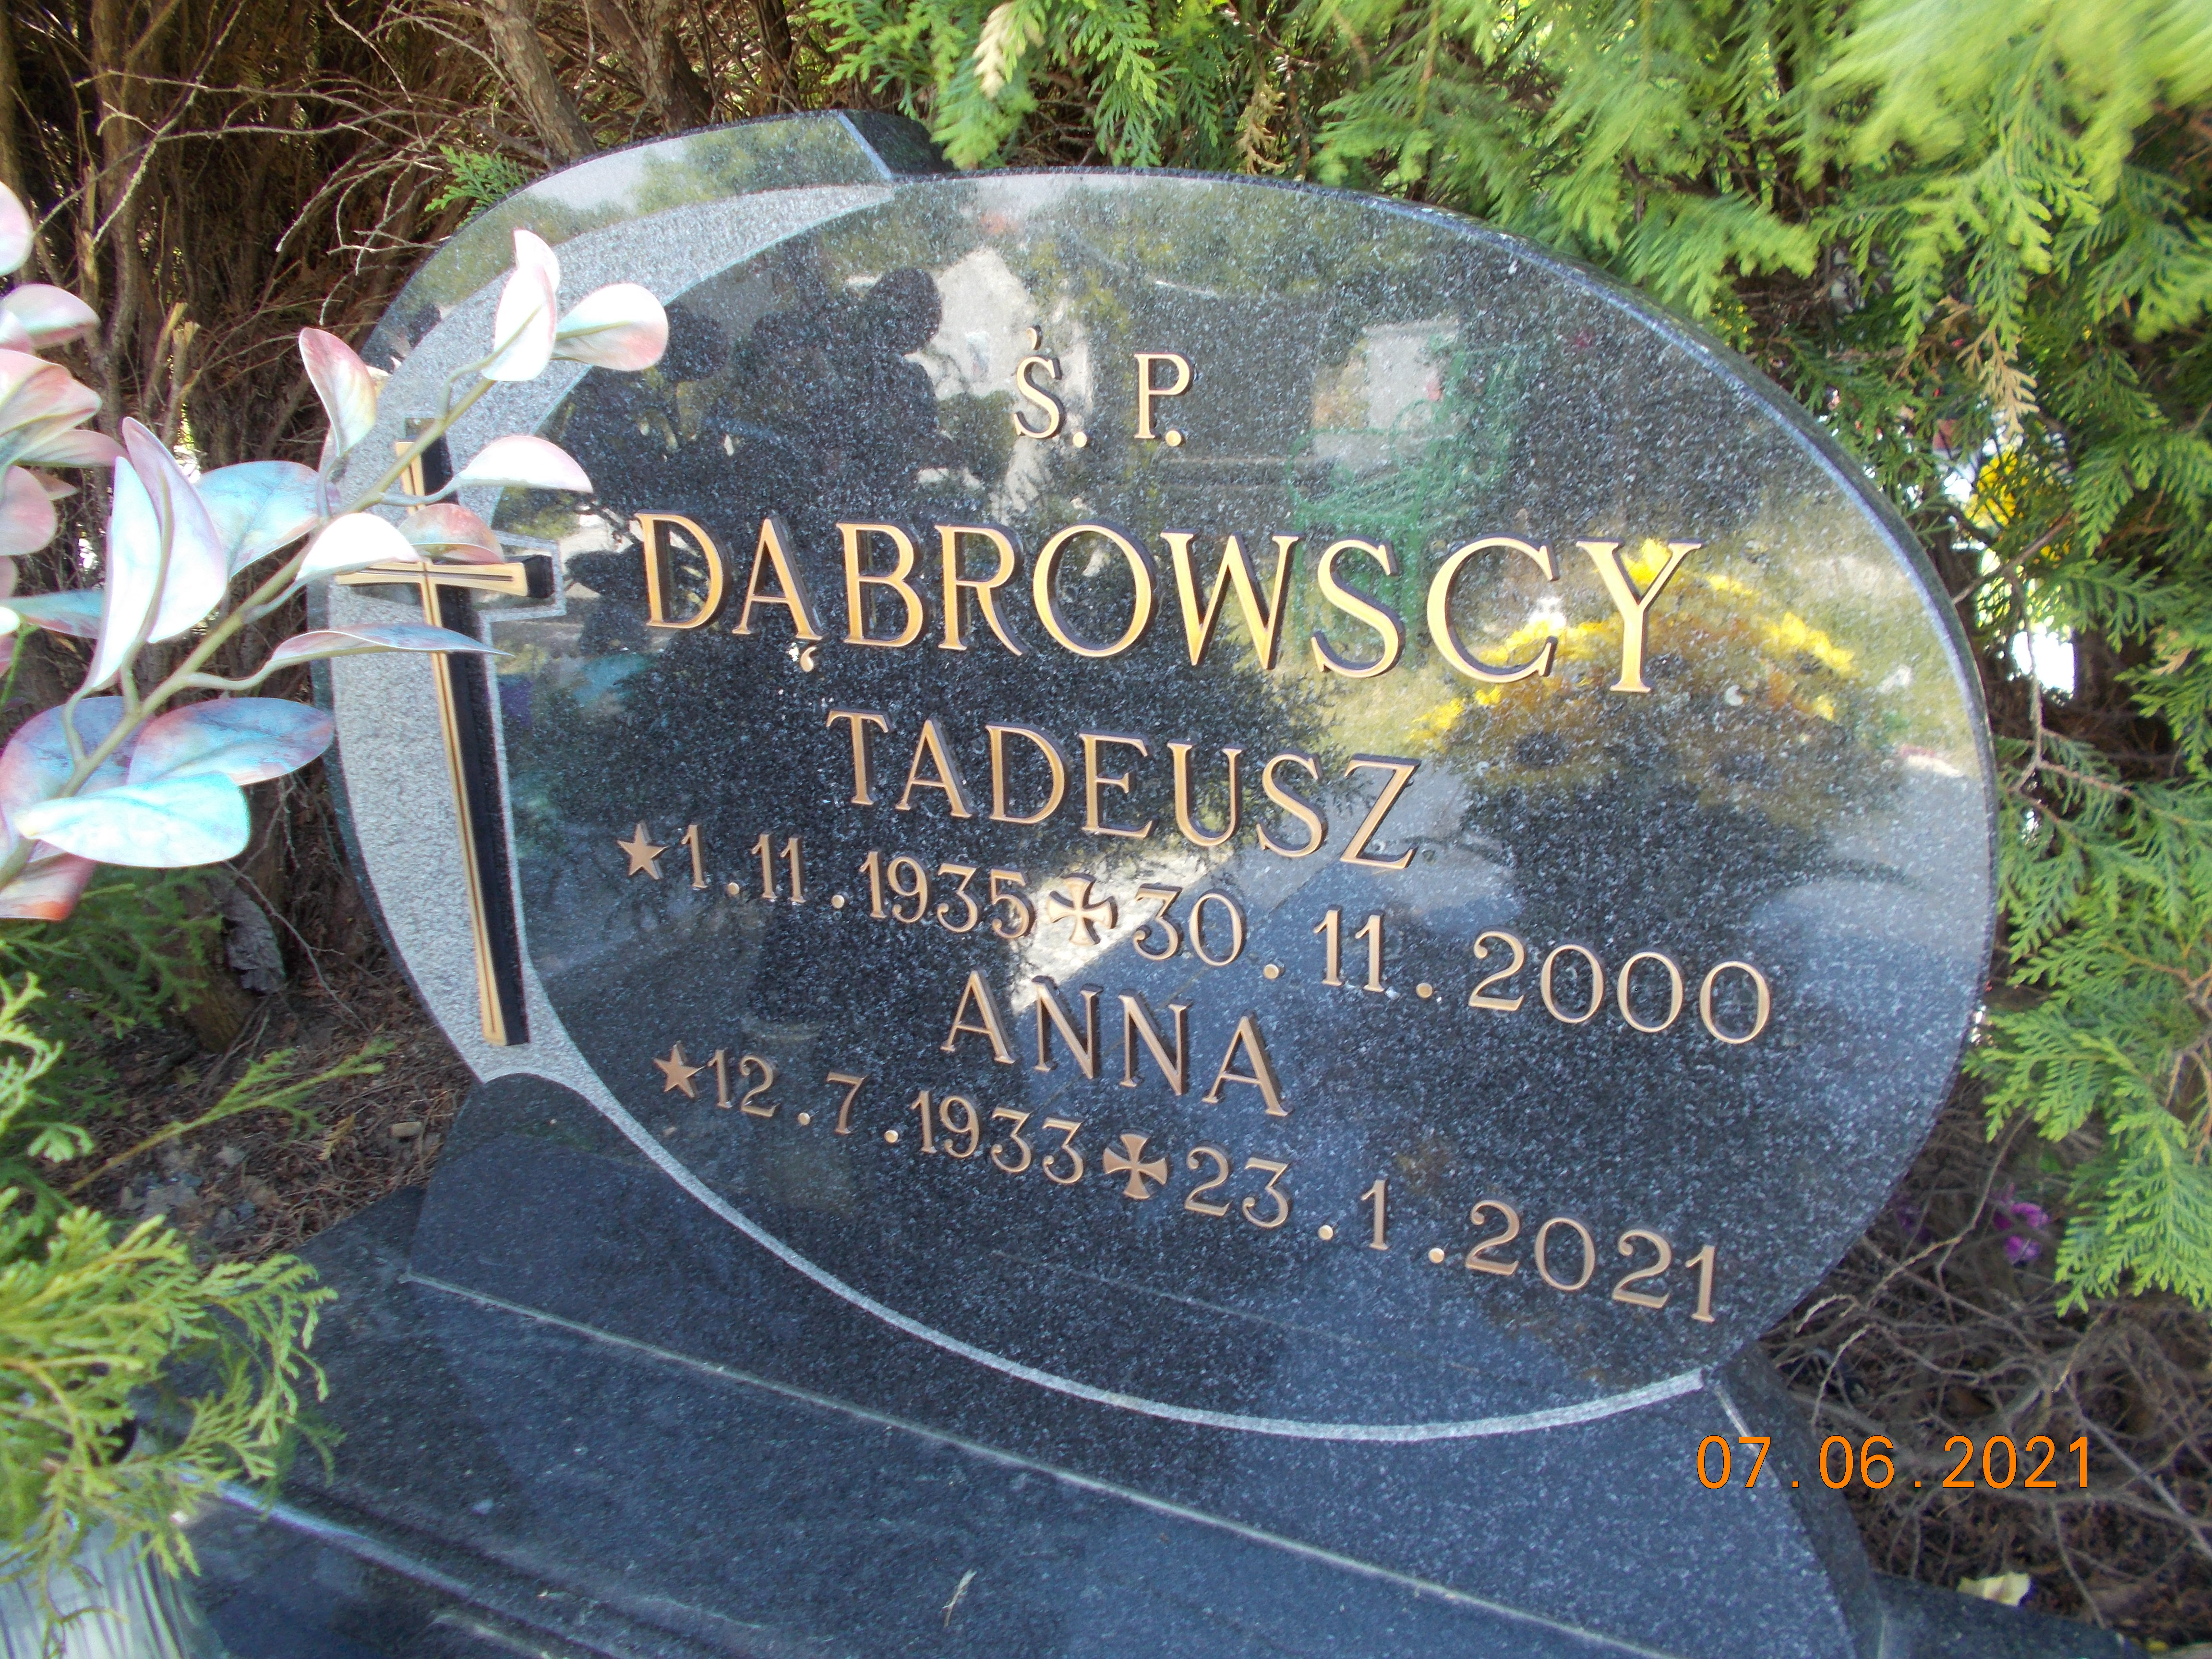 Ś. P.
DĄBROWSCY
TADEUSZ
★1.11.1935✠30.11.2000
ANNA
★12.7.1933✠23.1.2021
07.06.2021